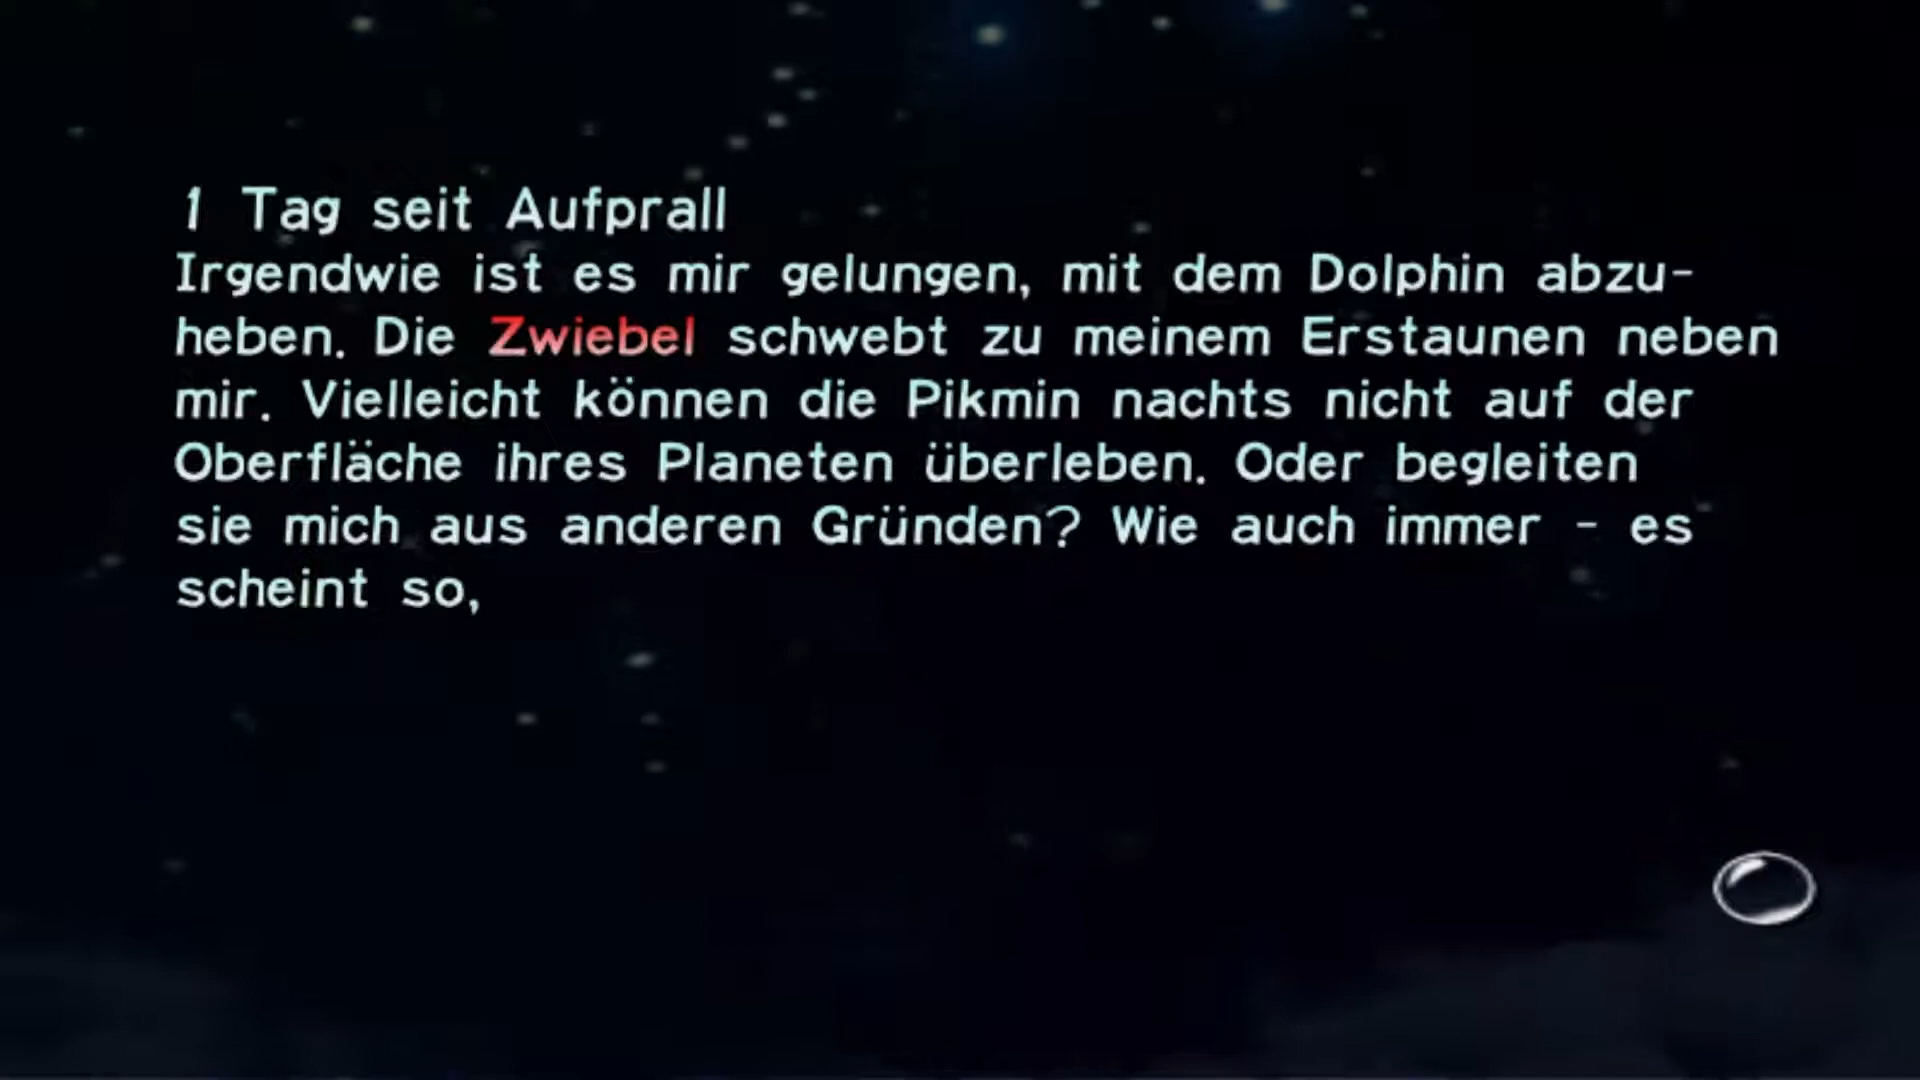 1 Tag seit Aufprall
Irgendwie ist es mir gelungen, mit dem Dolphin abzu-
heben. Die Zwiebel schwebt zu meinem Erstaunen neben
mir. Vielleicht können die Pikmin nachts nicht auf der
Oberfläche ihres Planeten überleben. Oder begleiten
sie mich aus anderen Gründen? Wie auch immer - es
scheint so,